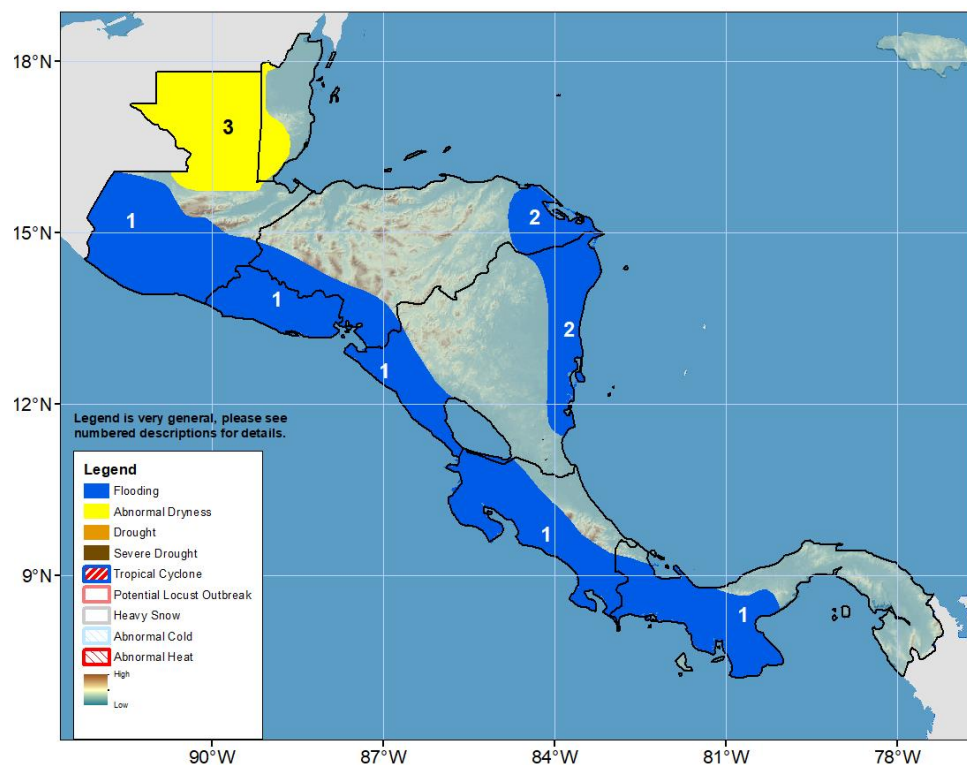 18°N
3
1
2
15°N
1
2
1
12°N
Legend is very general, please see
numbered descriptions for details.
Legend
Flooding
Abnormal Dryness
Drought
Severe Drought
Tropical Cyclone
Potential Locust Outbreak
Heavy Snow
Abnormal Cold
Abnormal Heat
High
Low
1
9°N
1
90°W 87°W 84°W 81°W 78°W